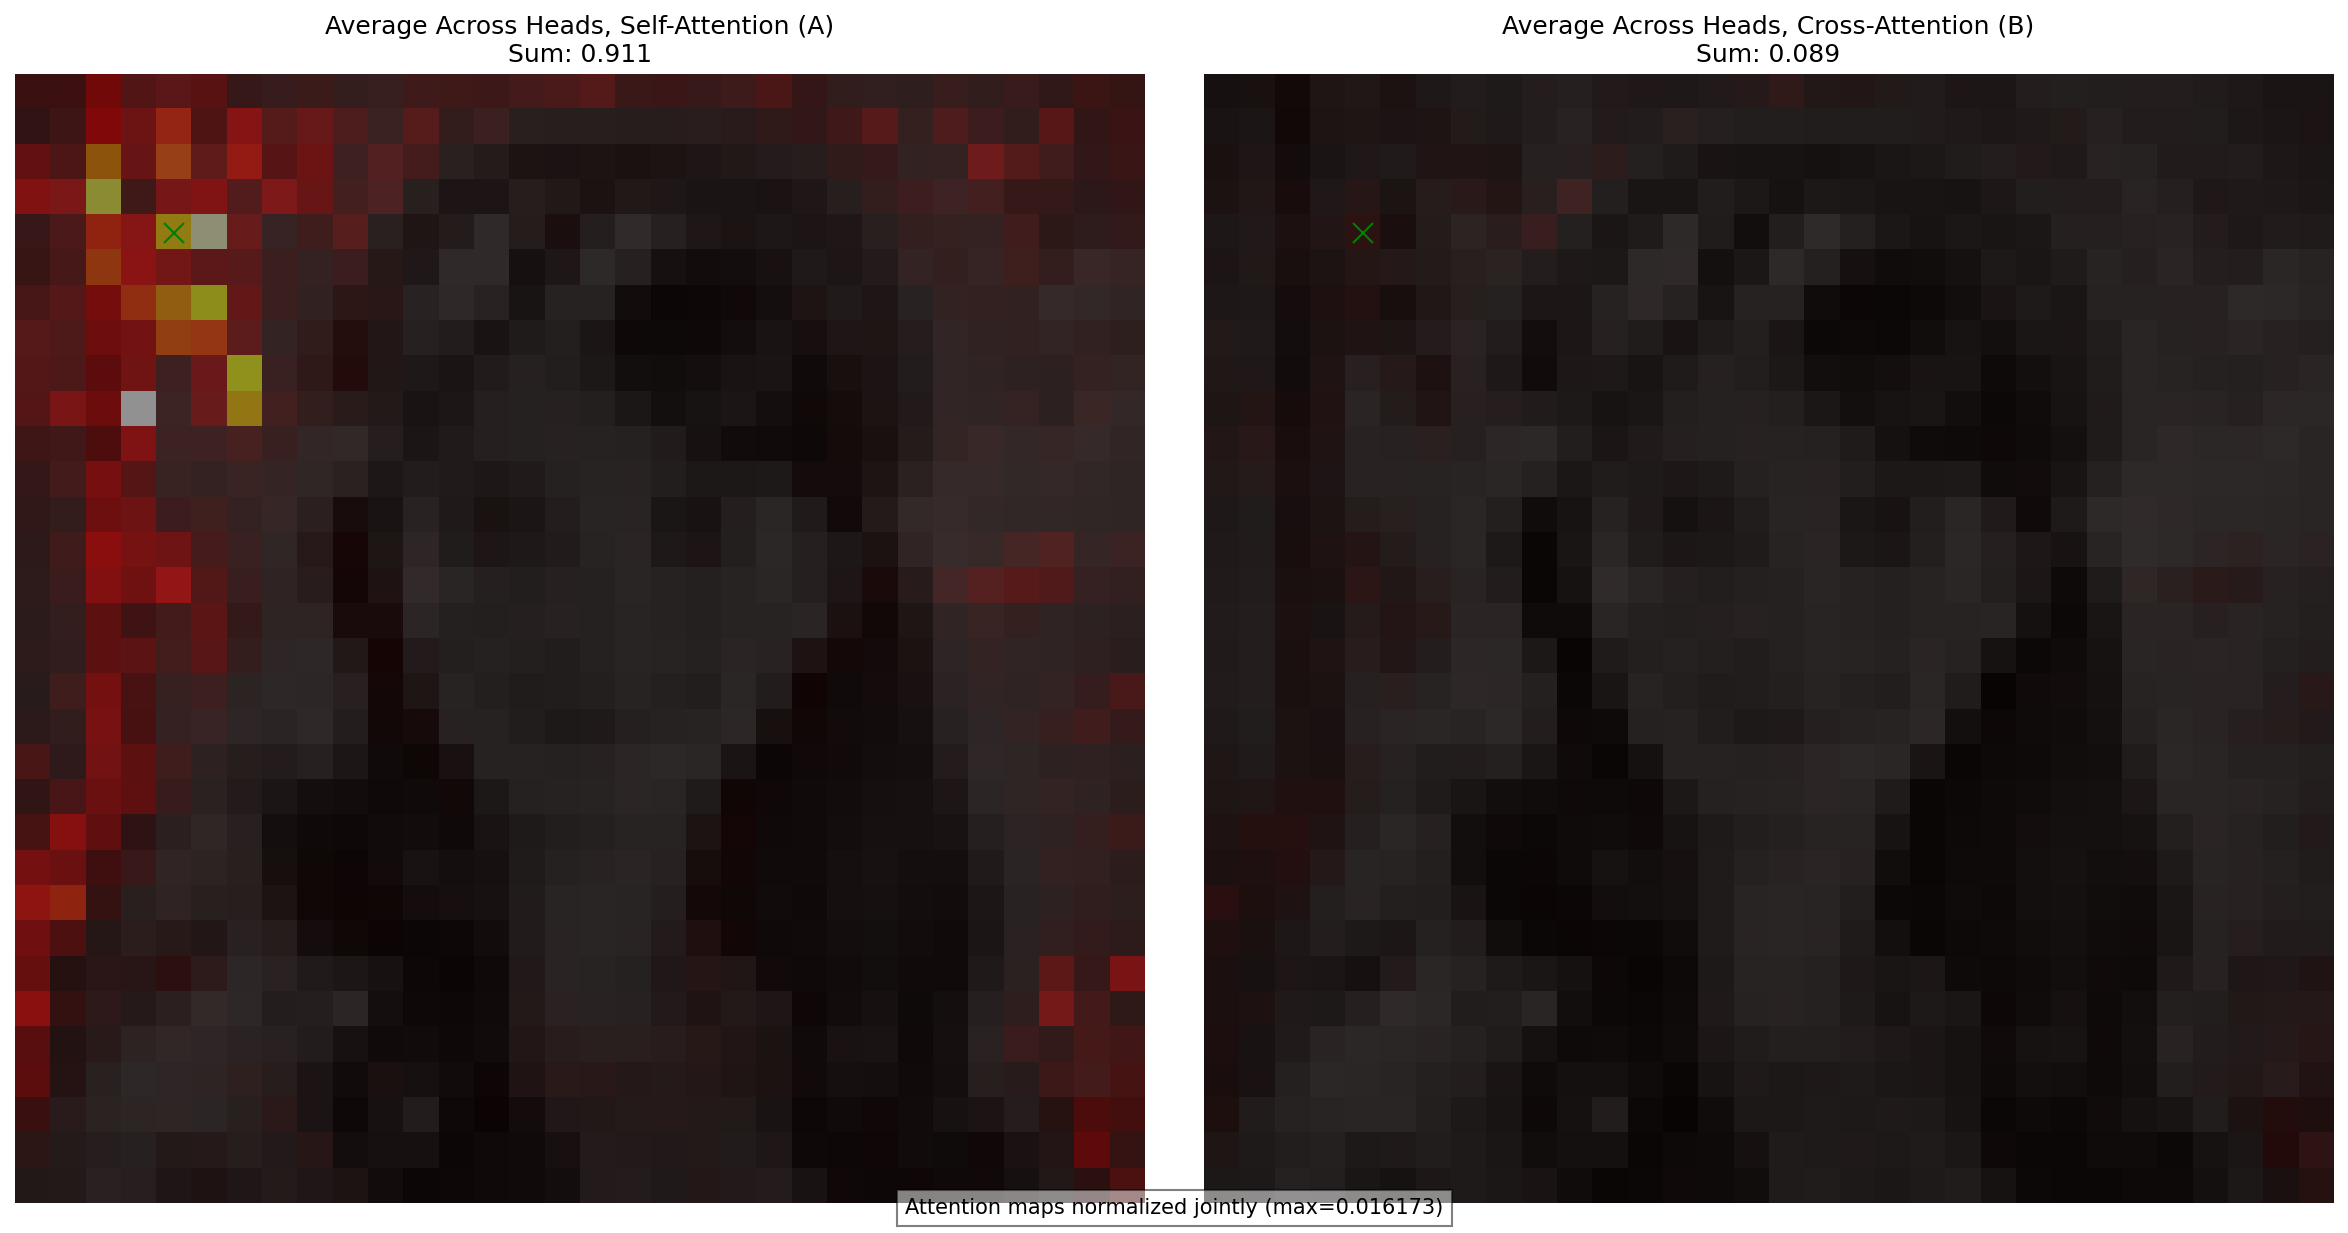 Average Across Heads, Self-Attention (A)
Sum: 0.911
Average Across Heads, Cross-Attention (B)
Sum: 0.089
Attention maps normalized jointly (max=0.016173)